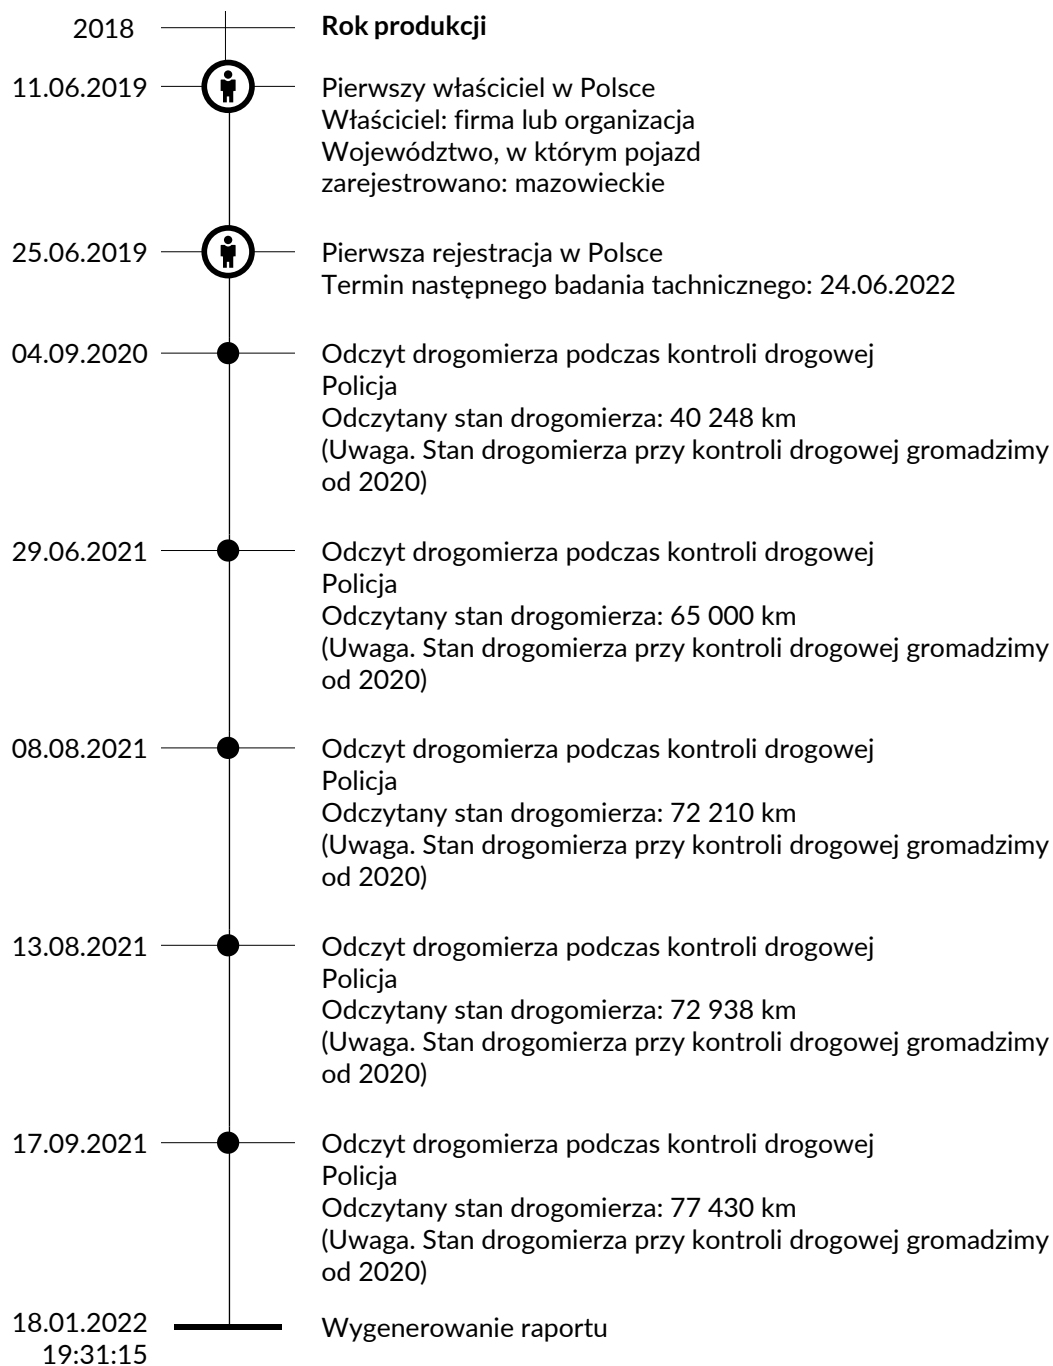 2018 Rok produkcji
11.06.2019 Pierwszy właściciel w Polsce
Właściciel: firma lub organizacja
Województwo, w którym pojazd
zarejestrowano: mazowieckie
25.06.2019 Pierwsza rejestracja w Polsce
Termin następnego badania tachnicznego: 24.06.2022
04.09.2020 Odczyt drogomierza podczas kontroli drogowej
Policja
Odczytany stan drogomierza: 40 248 km
(Uwaga. Stan drogomierza przy kontroli drogowej gromadzimy
od 2020)
29.06.2021 Odczyt drogomierza podczas kontroli drogowej
Policja
Odczytany stan drogomierza: 65 000 km
(Uwaga. Stan drogomierza przy kontroli drogowej gromadzimy
od 2020)
08.08.2021 Odczyt drogomierza podczas kontroli drogowej
Policja
Odczytany stan drogomierza: 72 210 km
(Uwaga. Stan drogomierza przy kontroli drogowej gromadzimy
od 2020)
13.08.2021 Odczyt drogomierza podczas kontroli drogowej
Policja
Odczytany stan drogomierza: 72 938 km
(Uwaga. Stan drogomierza przy kontroli drogowej gromadzimy
od 2020)
17.09.2021 Odczyt drogomierza podczas kontroli drogowej
Policja
Odczytany stan drogomierza: 77 430 km
(Uwaga. Stan drogomierza przy kontroli drogowej gromadzimy
od 2020)
18.01.2022 Wygenerowanie raportu
19:31:15